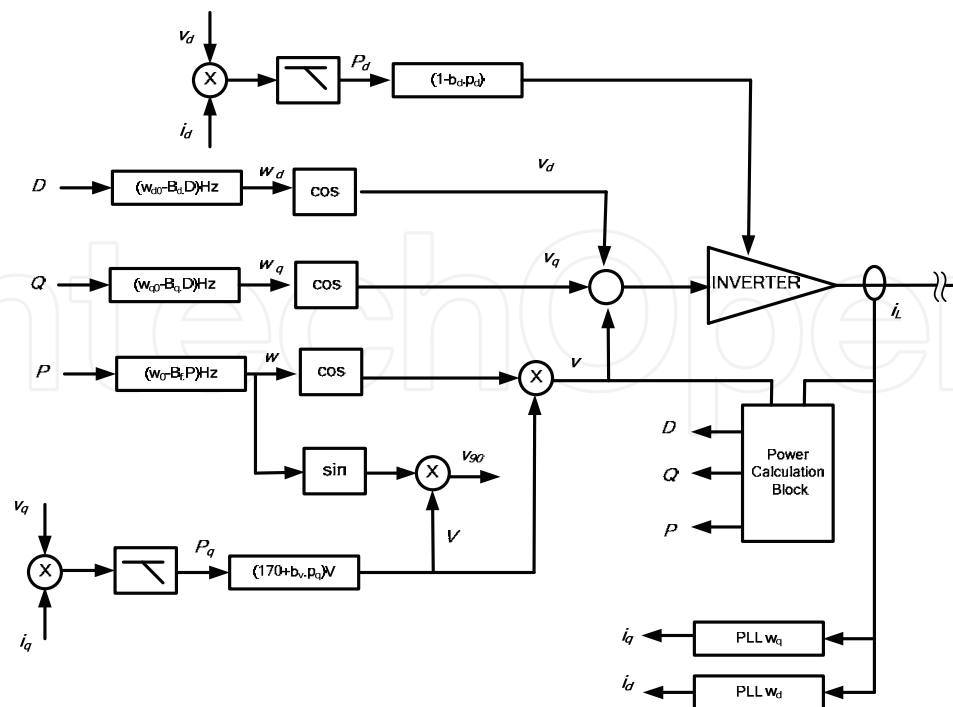 v_d
X
i_d
P_d
(1-b_d.p_d)
D
(w_d0-B_d.D)Hz
w_d
cos
v_d
Q
(w_q0-B_q.D)Hz
w_q
cos
v_q
INVERTER
i_L
P
(w_0-B_f.P)Hz
w
cos
X
v
sin
X
v_90
V
D
Q
P
Power
Calculation
Block
v_q
X
i_q
P_q
(170+b_v.p_q)V
i_q
PLL w_q
i_d
PLL w_d
ntechOpen